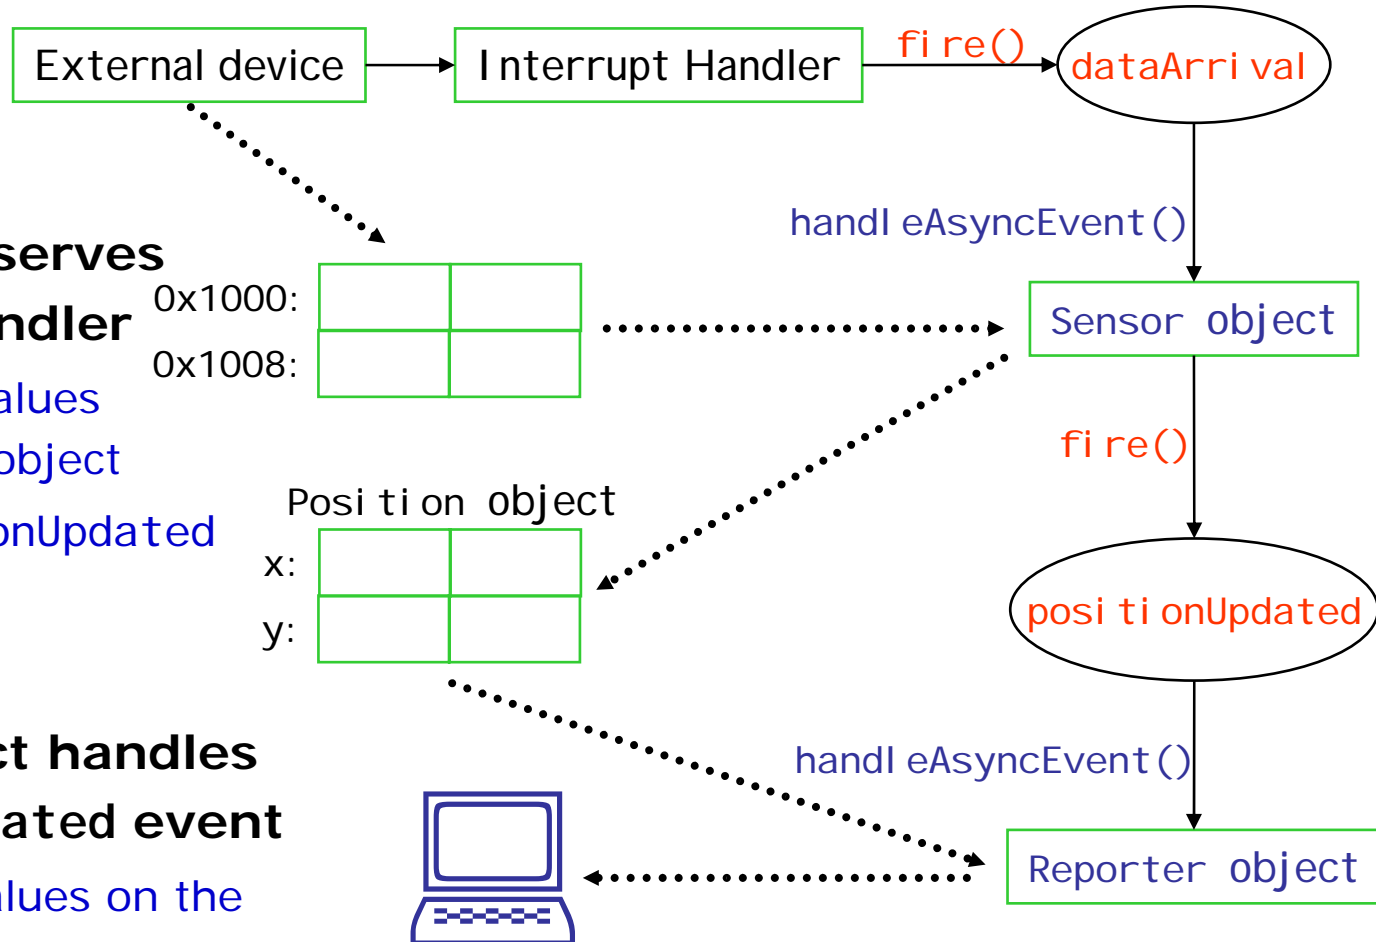 External device
Interrupt Handler
fire()
dataArrival
handleAsyncEvent()
serves
ndler
0x1000:
0x1008:
Sensor object
alues
object
onUpdated
fire()
Position object
x:
y:
positionUpdated
ct handles
ated event
alues on the
handleAsyncEvent()
Reporter object